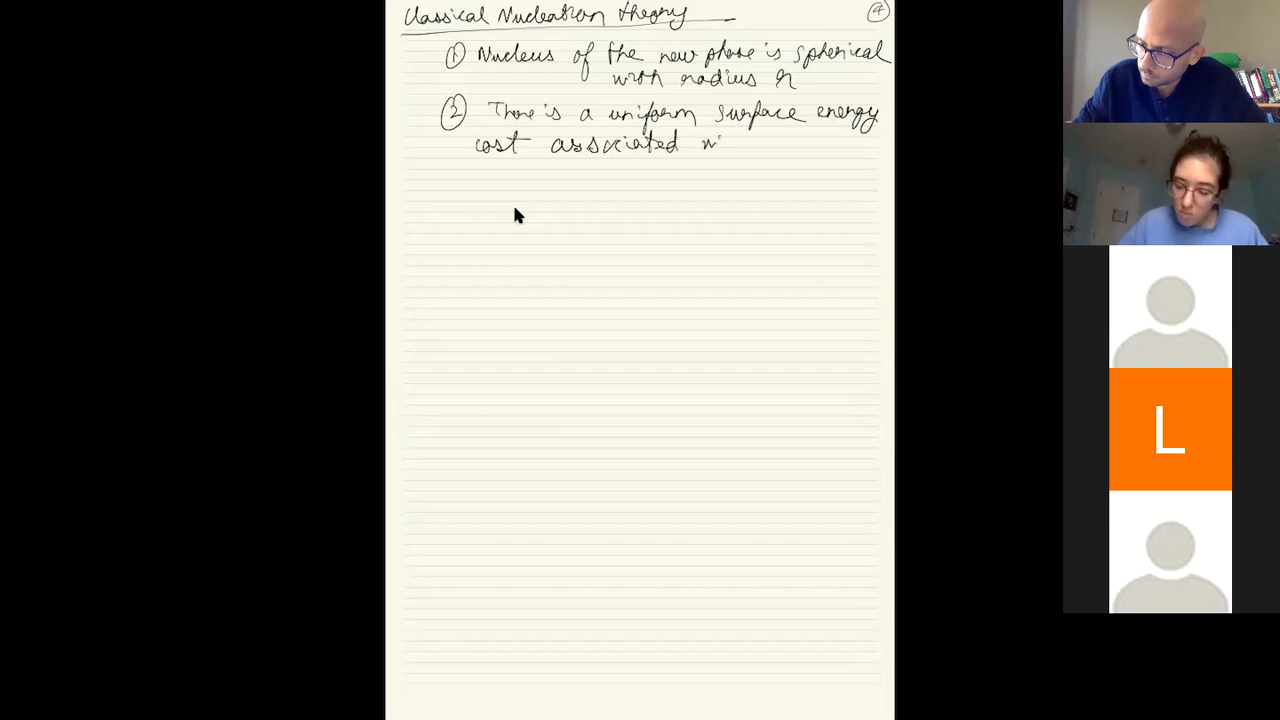 Classical Nucleation Theory
4
① Nucleus of the new phase is spherical
with radius r
② There is a uniform surface energy
cost associated wi
L